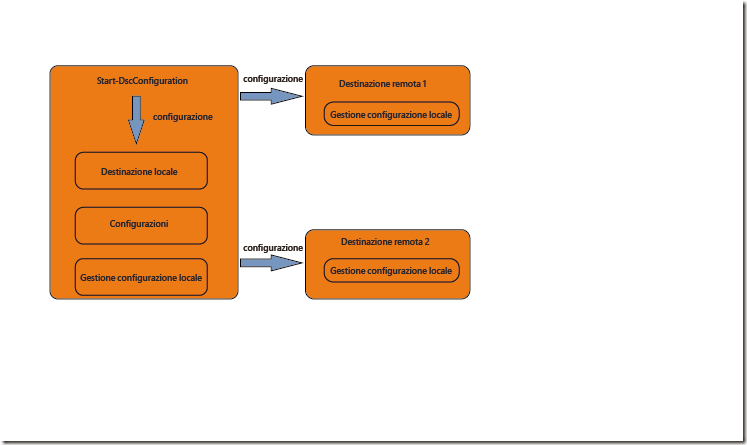 Start-DscConfiguration
configurazione
Destinazione locale
Configurazioni
Gestione configurazione locale
configurazione
Destinazione remota 1
Gestione configurazione locale
configurazione
Destinazione remota 2
Gestione configurazione locale